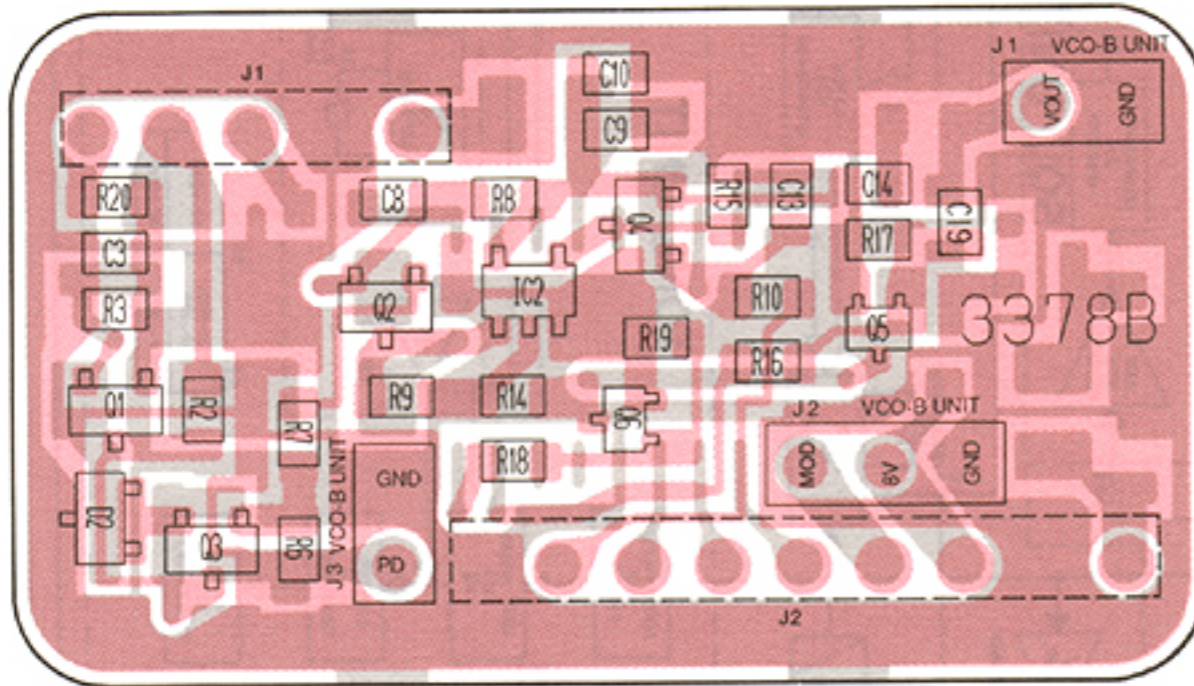 J1 VCO-B UNIT
J1
C10
VOUT
GND
C9
R20
C8
R8
Q4
R15
C13
C14
C19
C3
R17
R3
Q2
IC2
R10
Q5
3378B
R19
R16
Q1
R2
R9
R14
Q6
J2 VCO-B UNIT
R7
R18
MOD
8V
GND
GND
J3 VCO-B UNIT
Q3
R6
PD
J2